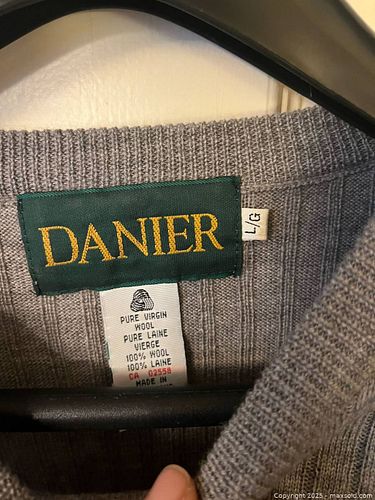 DANIER
L/G
PURE VIRGIN
WOOL
PURE LAINE
VIERGE
100% WOOL
100% LAINE
CA 02558
MADE IN
Copyright 2025 - maxsold.com